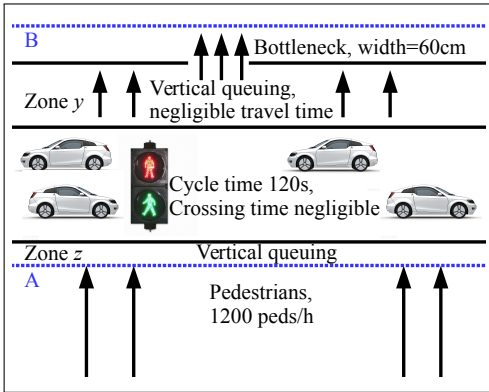 B
Bottleneck, width=60cm
Zone y
Vertical queuing,
negligible travel time
Cycle time 120s,
Crossing time negligible
Zone z
Vertical queuing
A
Pedestrians,
1200 peds/h